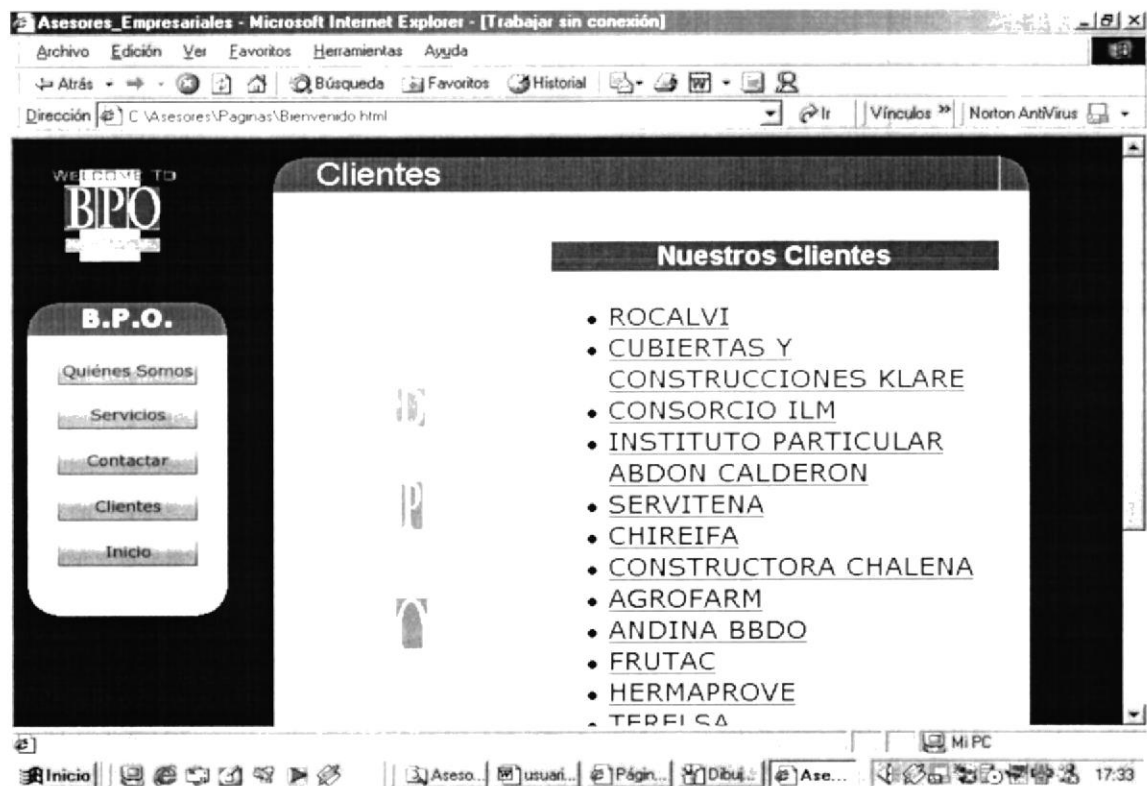 Asesores_Empresariales - Microsoft Internet Explorer - [Trabajar sin conexión]
Archivo Edición Ver Favoritos Herramientas Ayuda
Atrás Búsqueda Favoritos Historial
Dirección C:\Asesores\Paginas\Bienvenido.html Ir Vínculos » Norton AntiVirus
WELCOME TO
BPO
Clientes
Nuestros Clientes
B.P.O.
Quiénes Somos
Servicios
Contactar
Clientes
Inicio
E
P
• ROCALVI
• CUBIERTAS Y
CONSTRUCCIONES KLARE
• CONSORCIO ILM
• INSTITUTO PARTICULAR
ABDON CALDERON
• SERVITENA
• CHIREIFA
• CONSTRUCTORA CHALENA
• AGROFARM
• ANDINA BBDO
• FRUTAC
• HERMAPROVE
• TERELSA
Mi PC
Inicio Aseso... usuari... Págin... Dibuj... Ase... 17:33